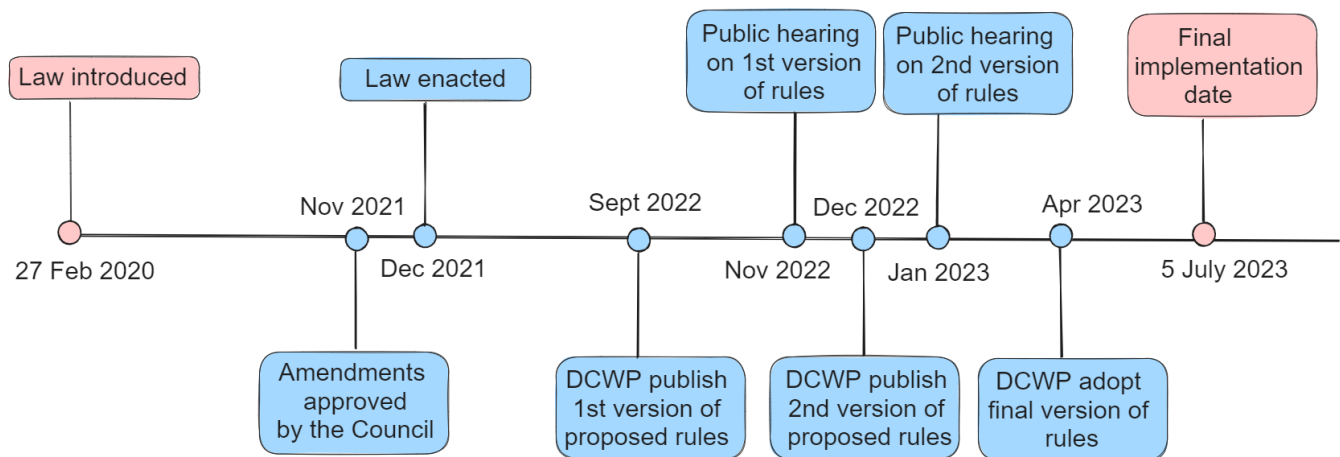 Law introduced
27 Feb 2020
Nov 2021
Amendments
approved
by the Council
Law enacted
Dec 2021
Sept 2022
DCWP publish
1st version of
proposed rules
Public hearing
on 1st version
of rules
Nov 2022
Dec 2022
DCWP publish
2nd version of
proposed rules
Public hearing
on 2nd version
of rules
Jan 2023
Apr 2023
DCWP adopt
final version of
rules
Final
implementation
date
5 July 2023